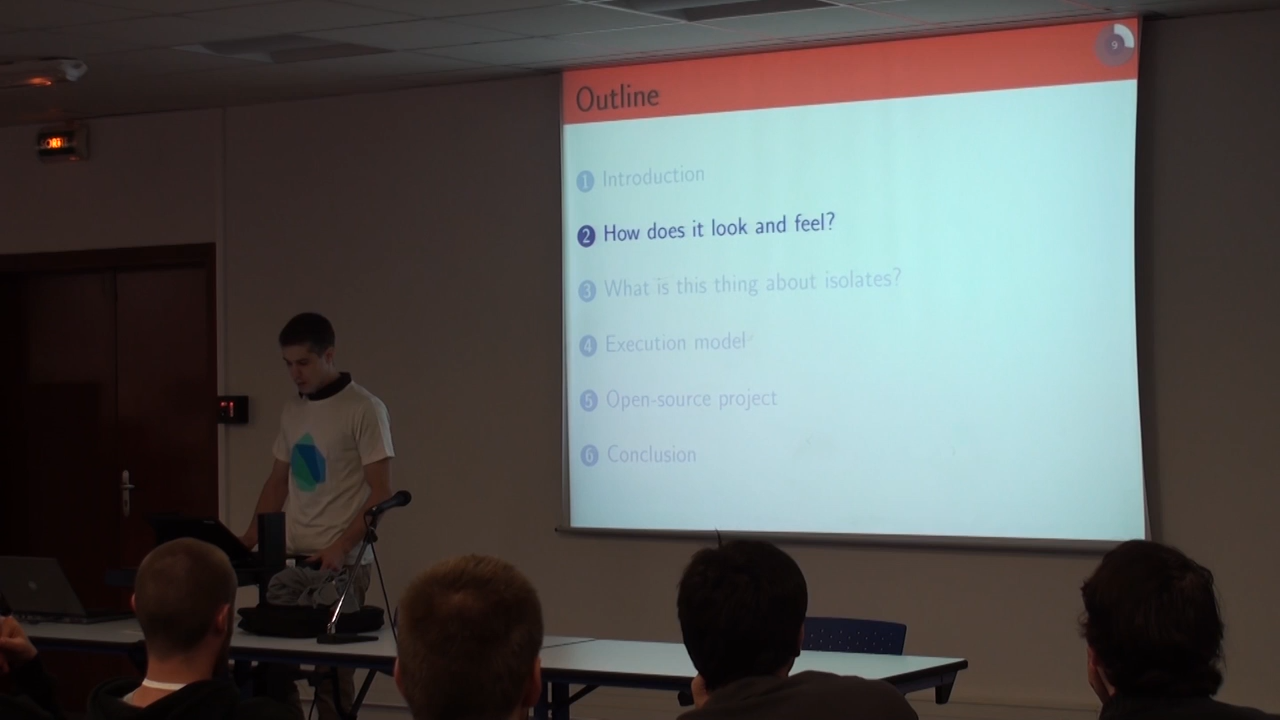 9
Outline
1 Introduction
2 How does it look and feel?
3 What is this thing about isolates?
4 Execution model
5 Open-source project
6 Conclusion